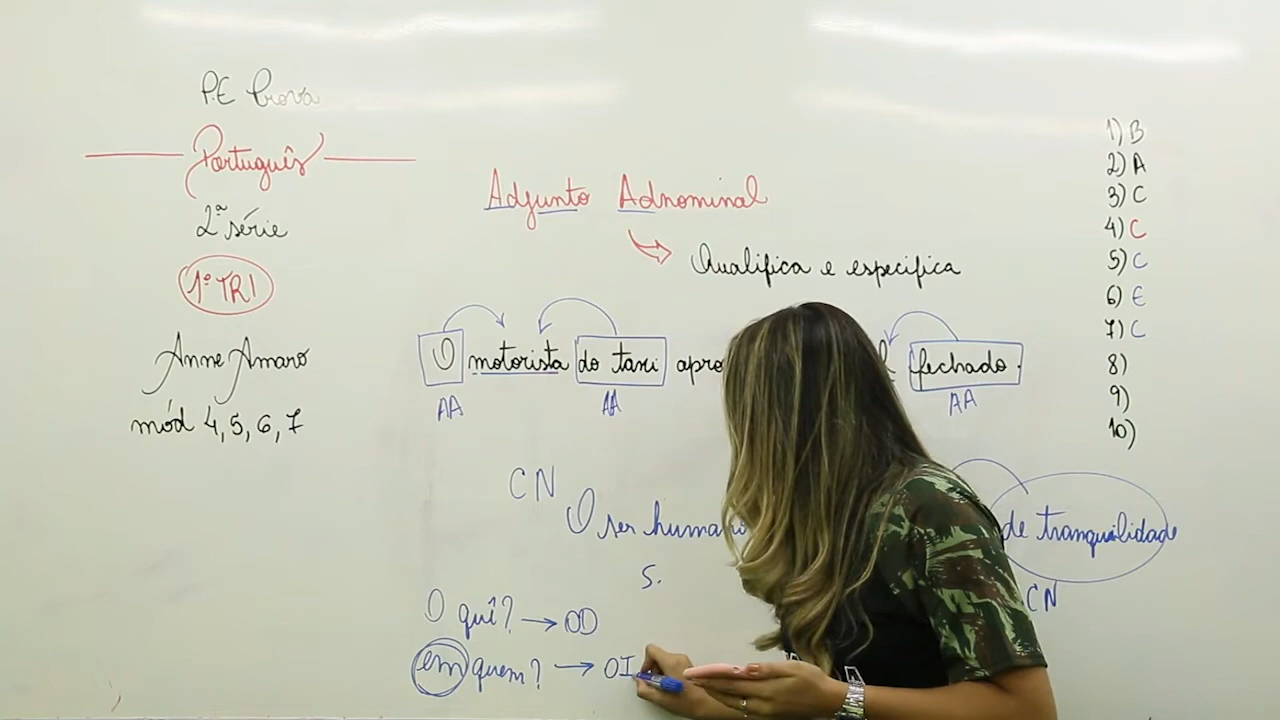 P.E Prova
Português
2ª série
1º TRI
Anne Amaro
mód 4, 5, 6, 7
Adjunto Adnominal
Qualifica e especifica
O motorista do taxi fechado.
AA AA AA
CN
O ser humano de tranquilidade
S. CN
O quê? → OD
em quem? → OI
1) B
2) A
3) C
4) C
5) C
6) E
7) C
8)
9)
10)